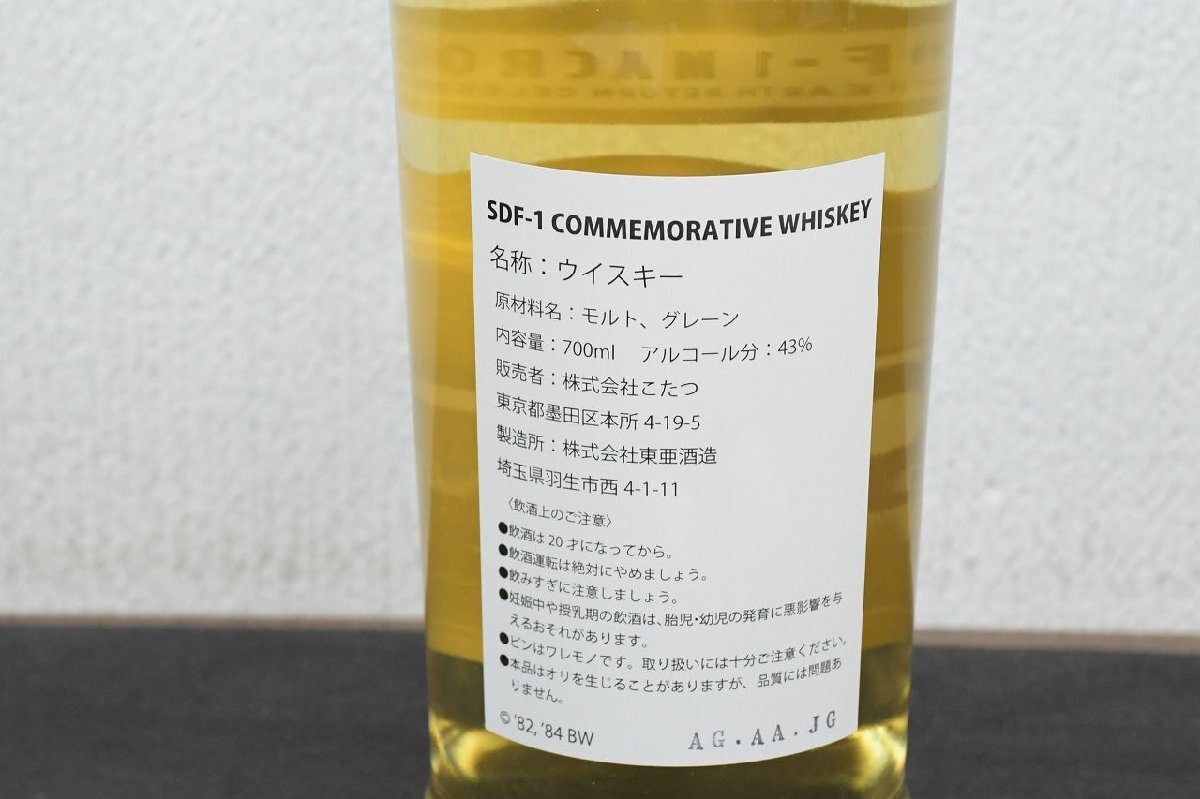 F-1 MACRO
EARTH RETURN CELE
SDF-1 COMMEMORATIVE WHISKEY
名称：ウイスキー
原材料名：モルト、グレーン
内容量：700ml　アルコール分：43%
販売者：株式会社こたつ
東京都墨田区本所 4-19-5
製造所：株式会社東亜酒造
埼玉県羽生市西 4-1-11
〈飲酒上のご注意〉
●飲酒は 20 才になってから。
●飲酒運転は絶対にやめましょう。
●飲みすぎに注意しましょう。
●妊娠中や授乳期の飲酒は、胎児・幼児の発育に悪影響を与
えるおそれがあります。
●ビンはワレモノです。取り扱いには十分ご注意ください。
●本品はオリを生じることがありますが、品質には問題あ
りません。
© '82, '84 BW
AG.AA.JG